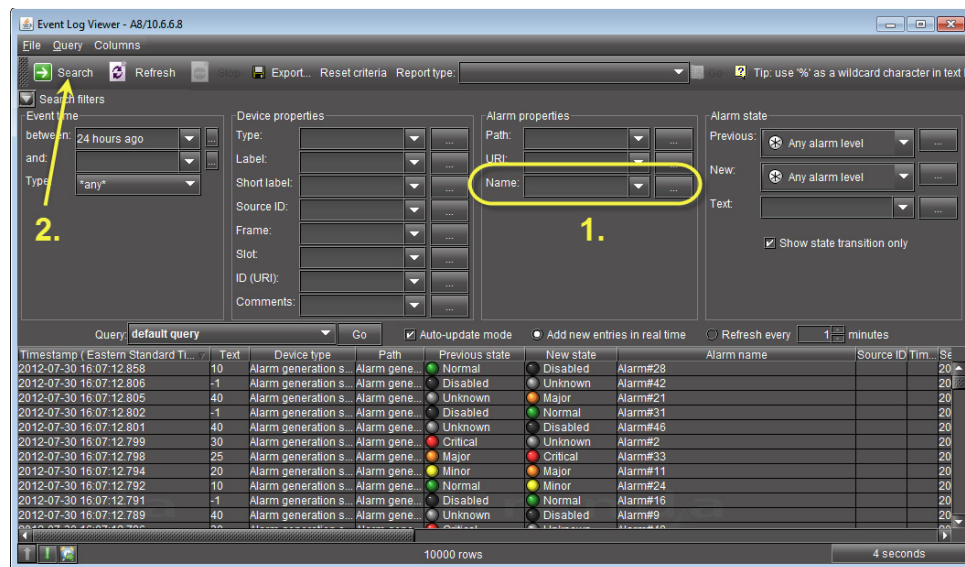 Event Log Viewer - A8/10.6.6.8
File Query Columns
Search Refresh Stop Export... Reset criteria Report type: Go Tip: use '%' as a wildcard character in text
Search filters
Event time Device properties Alarm properties Alarm state
between: 24 hours ago ... Type: ... Path: ... Previous: Any alarm level ...
and: ... Label: ... URI: ...
Type *any* Short label: ... Name: ... New: Any alarm level ...
Source ID: ... Text: ...
2. Frame: ... 1.
Slot: ... Show state transition only
ID (URI): ...
Comments: ...
Query: default query Go Auto-update mode Add new entries in real time Refresh every 1 minutes
Timestamp ( Eastern Standard Ti... Text Device type Path Previous state New state Alarm name Source ID Tim... Se
2012-07-30 16:07:12.858 10 Alarm generation s... Alarm gene... Normal Disabled Alarm#28 20
2012-07-30 16:07:12.806 -1 Alarm generation s... Alarm gene... Disabled Unknown Alarm#42 20
2012-07-30 16:07:12.805 40 Alarm generation s... Alarm gene... Unknown Major Alarm#21 20
2012-07-30 16:07:12.802 -1 Alarm generation s... Alarm gene... Disabled Normal Alarm#31 20
2012-07-30 16:07:12.801 40 Alarm generation s... Alarm gene... Unknown Disabled Alarm#46 20
2012-07-30 16:07:12.799 30 Alarm generation s... Alarm gene... Critical Unknown Alarm#2 20
2012-07-30 16:07:12.798 25 Alarm generation s... Alarm gene... Major Critical Alarm#33 20
2012-07-30 16:07:12.794 20 Alarm generation s... Alarm gene... Minor Major Alarm#11 20
2012-07-30 16:07:12.792 10 Alarm generation s... Alarm gene... Normal Minor Alarm#24 20
2012-07-30 16:07:12.791 -1 Alarm generation s... Alarm gene... Disabled Normal Alarm#16 20
2012-07-30 16:07:12.789 40 Alarm generation s... Alarm gene... Unknown Disabled Alarm#9 20
10000 rows 4 seconds